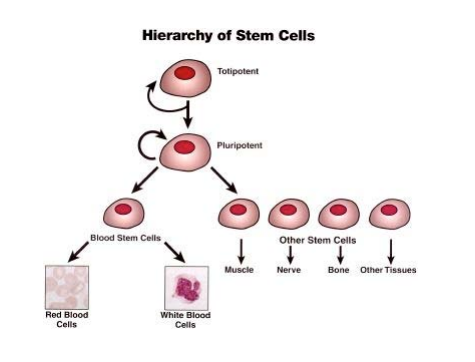 Hierarchy of Stem Cells
Totipotent
Pluripotent
Blood Stem Cells
Other Stem Cells
Muscle
Nerve
Bone
Other Tissues
Red Blood
Cells
White Blood
Cells